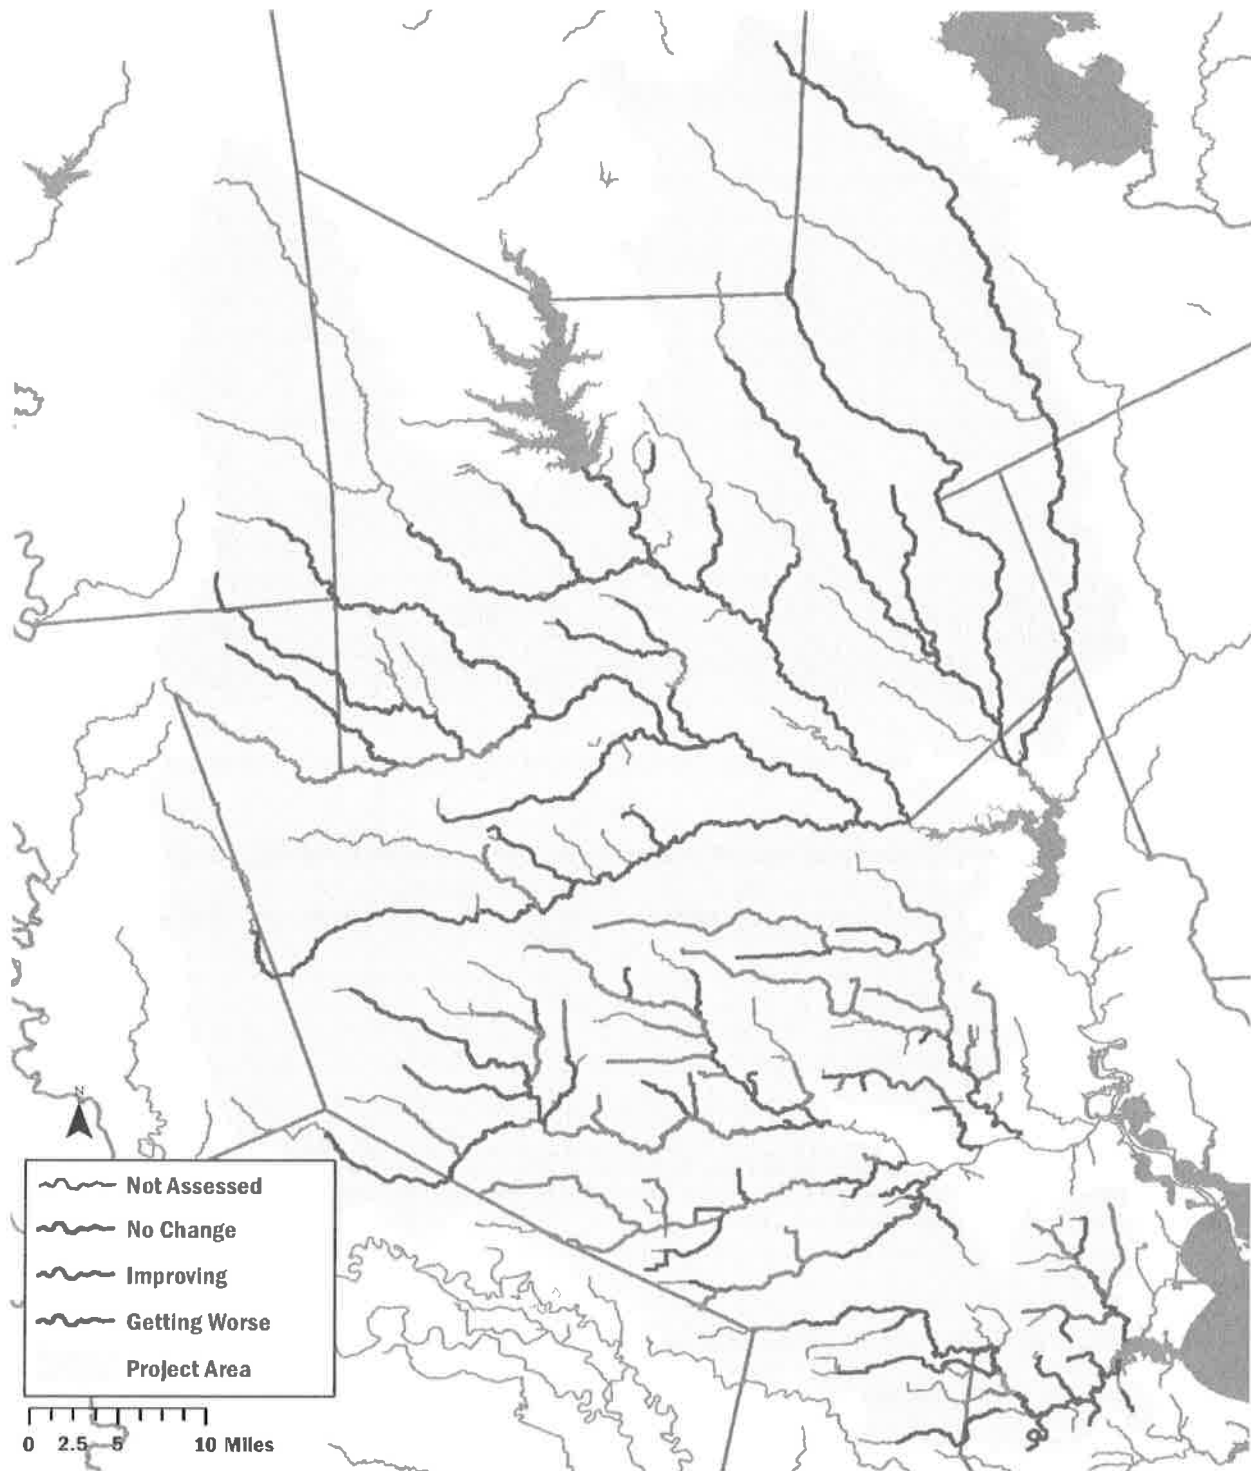 N
Not Assessed
No Change
Improving
Getting Worse
Project Area
0 2.5 5 10 Miles